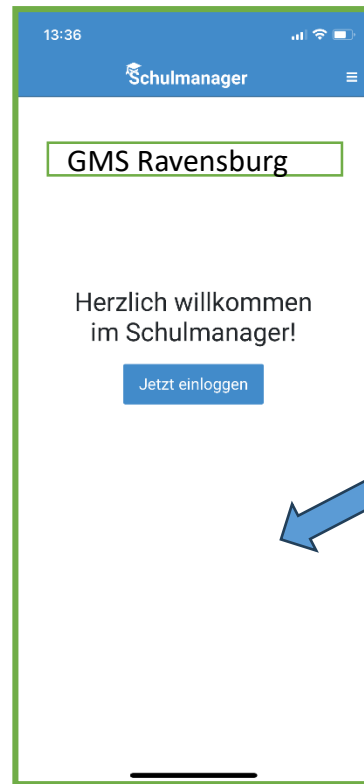 13:36
Schulmanager
GMS Ravensburg
Herzlich willkommen
im Schulmanager!
Jetzt einloggen